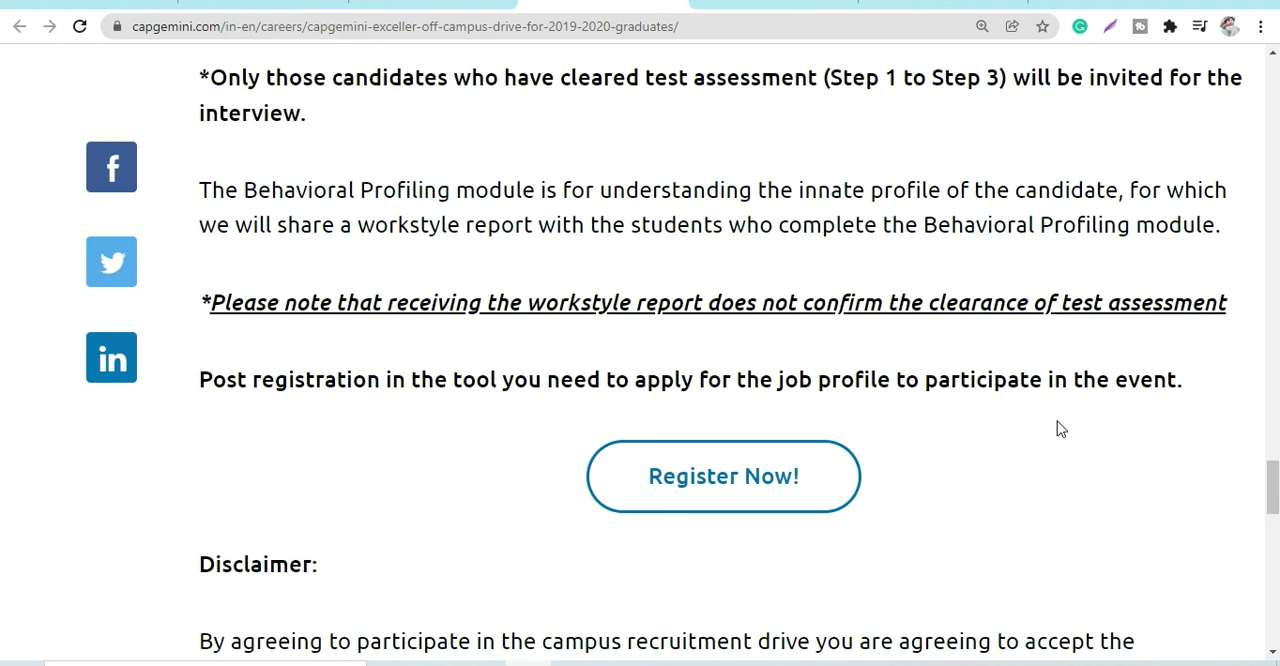 capgemini.com/in-en/careers/capgemini-exceller-off-campus-drive-for-2019-2020-graduates/
*Only those candidates who have cleared test assessment (Step 1 to Step 3) will be invited for the
interview.
f
The Behavioral Profiling module is for understanding the innate profile of the candidate, for which
we will share a workstyle report with the students who complete the Behavioral Profiling module.
*Please note that receiving the workstyle report does not confirm the clearance of test assessment
in
Post registration in the tool you need to apply for the job profile to participate in the event.
Register Now!
Disclaimer:
By agreeing to participate in the campus recruitment drive you are agreeing to accept the